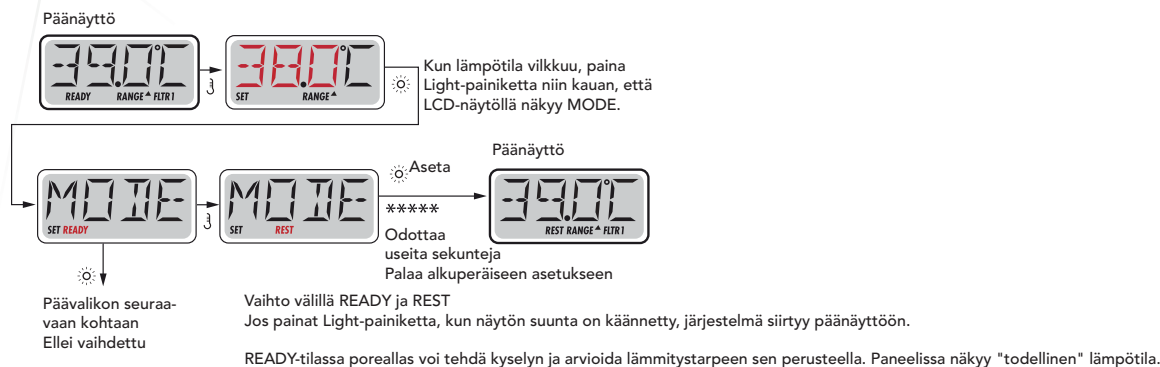 Päänäyttö
39.0°C
READY RANGE FLTR1
38.0°C
SET RANGE
Kun lämpötila vilkkuu, paina
Light-painiketta niin kauan, että
LCD-näytöllä näkyy MODE.
MODE
SET READY
MODE
SET REST
Aseta
*****
Odottaa
useita sekunteja
Palaa alkuperäiseen asetukseen
Päänäyttö
39.0°C
REST RANGE FLTR1
Päävalikon seuraa-
vaan kohtaan
Ellei vaihdettu
Vaihto välillä READY ja REST
Jos painat Light-painiketta, kun näytön suunta on käännetty, järjestelmä siirtyy päänäyttöön.
READY-tilassa poreallas voi tehdä kyselyn ja arvioida lämmitystarpeen sen perusteella. Paneelissa näkyy "todellinen" lämpötila.